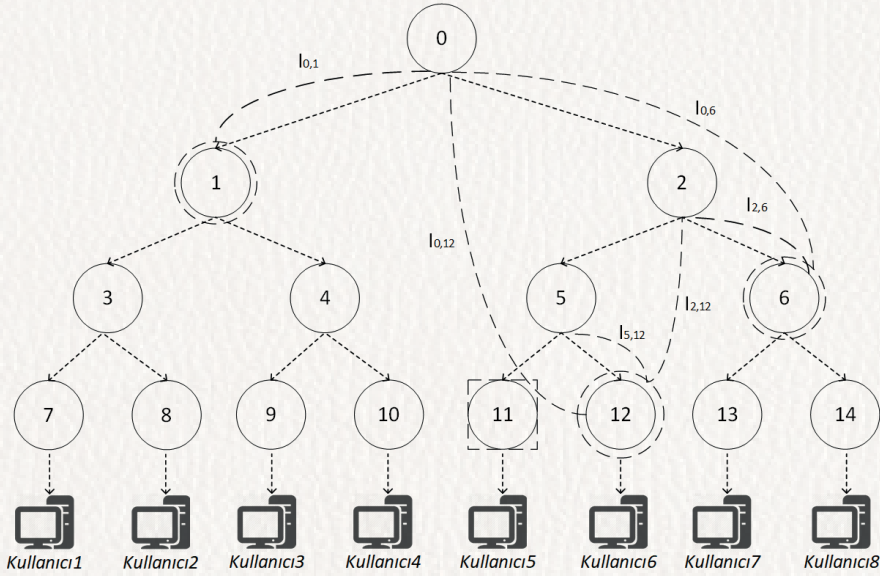 0
I0,1
I0,6
1
2
I2,6
I0,12
3
4
5
6
I2,12
I5,12
7
8
9
10
11
12
13
14
Kullanıcı1
Kullanıcı2
Kullanıcı3
Kullanıcı4
Kullanıcı5
Kullanıcı6
Kullanıcı7
Kullanıcı8